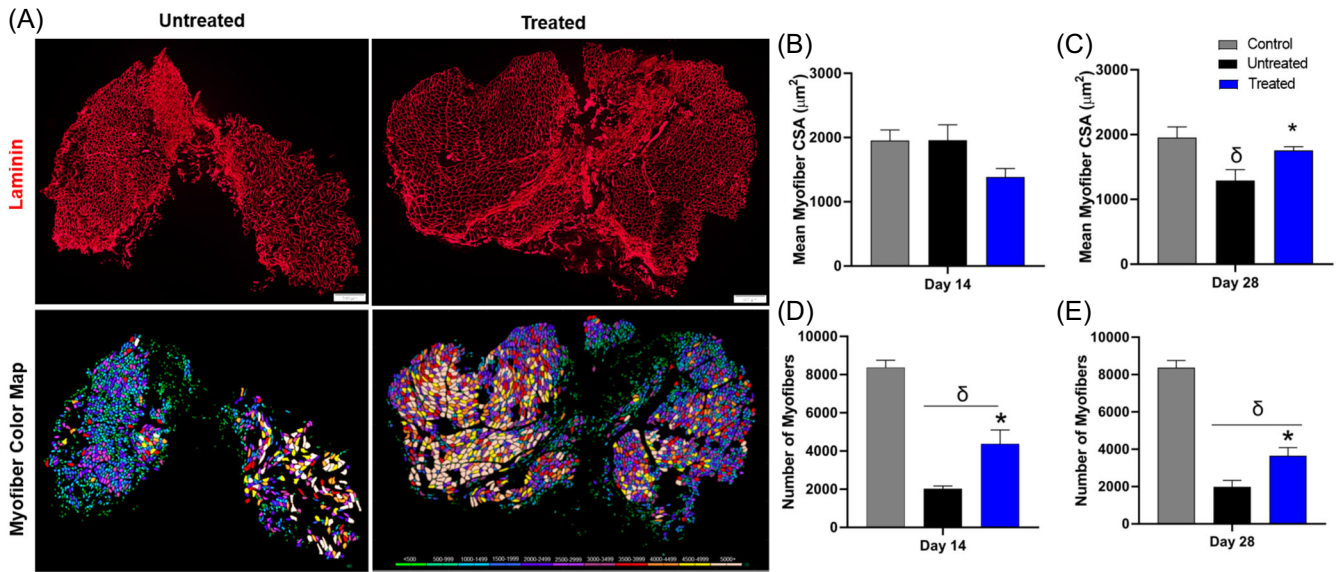 (A)
Untreated
Treated
Laminin
Myofiber Color Map
<500 500-999 1000-1499 1500-1999 2000-2499 2500-2999 3000-3499 3500-3999 4000-4499 4500-4999 5000+
(B)
Mean Myofiber CSA (μm²)
3000
2000
1000
0
Day 14
(C)
Control
Untreated
Treated
Mean Myofiber CSA (μm²)
3000
2000
1000
0
δ
*
Day 28
(D)
Number of Myofibers
10000
8000
6000
4000
2000
0
δ
*
Day 14
(E)
Number of Myofibers
10000
8000
6000
4000
2000
0
δ
*
Day 28